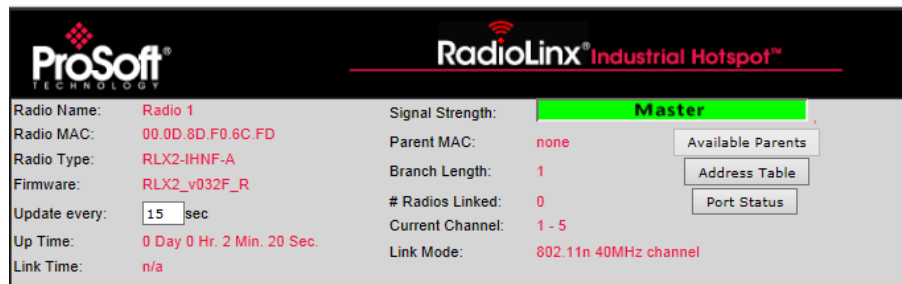 ProSoft®
TECHNOLOGY
RadioLinx® Industrial Hotspot™
Radio Name: Radio 1
Radio MAC: 00.0D.8D.F0.6C.FD
Radio Type: RLX2-IHNF-A
Firmware: RLX2_v032F_R
Update every: 15 sec
Up Time: 0 Day 0 Hr. 2 Min. 20 Sec.
Link Time: n/a
Signal Strength: Master ,
Parent MAC: none Available Parents
Branch Length: 1 Address Table
# Radios Linked: 0 Port Status
Current Channel: 1 - 5
Link Mode: 802.11n 40MHz channel